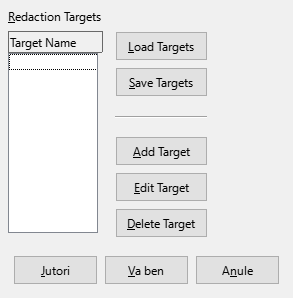 Redaction Targets
Target Name
Load Targets
Save Targets
Add Target
Edit Target
Delete Target
Jutori
Va ben
Anule